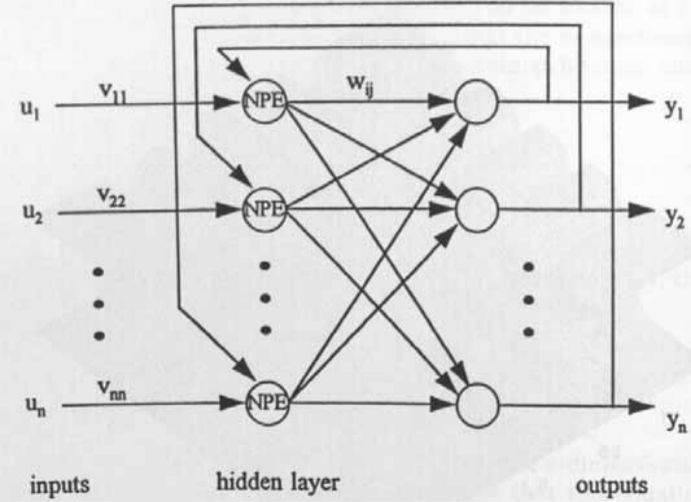 u1 v11 NPE wij y1
u2 v22 NPE y2
un vnn NPE yn
inputs hidden layer outputs